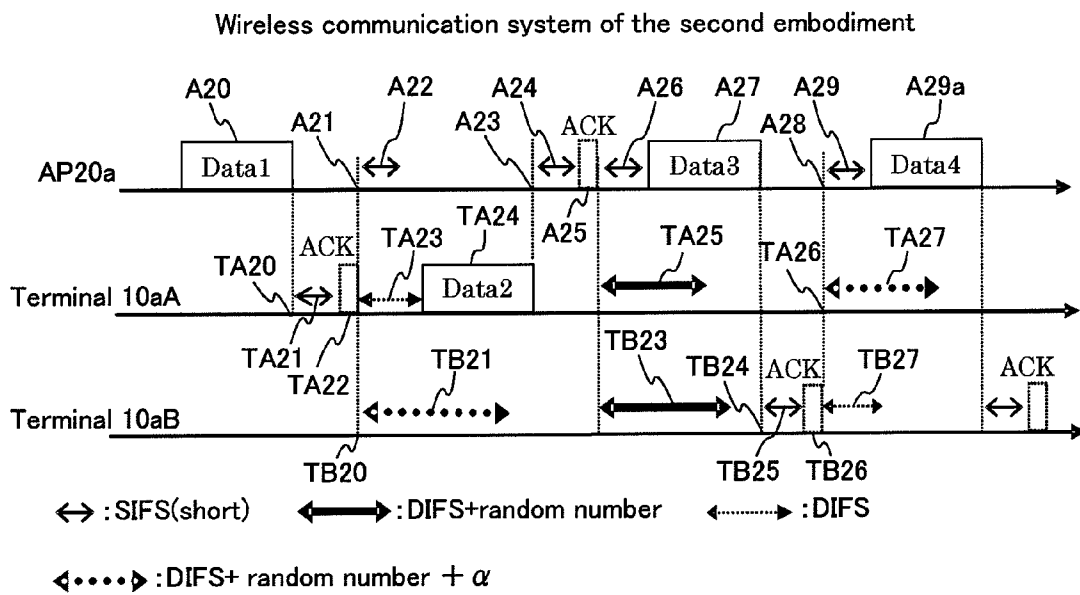 Wireless communication system of the second embodiment
A20 A22 A24 A26 A27 A29 A29a
A21 A23 ACK A28
AP20a Data1 Data3 Data4
A25
TA20 ACK TA23 TA24 TA25 TA26 TA27
Terminal 10aA Data2
TA21 TA22
TB21 TB23 TB24 ACK TB27 ACK
Terminal 10aB
TB20 TB25 TB26
:SIFS(short) :DIFS+random number :DIFS
:DIFS+ random number + α